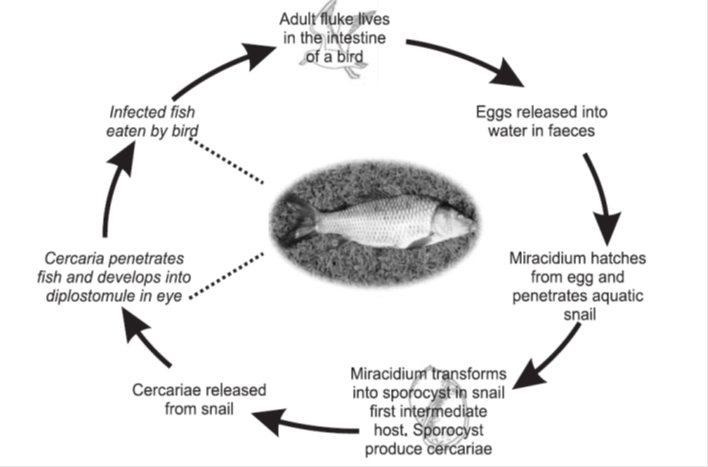 Adult fluke lives
in the intestine
of a bird
Eggs released into
water in faeces
Miracidium hatches
from egg and
penetrates aquatic
snail
Miracidium transforms
into sporocyst in snail
first intermediate
host. Sporocyst
produce cercariae
Cercariae released
from snail
Cercaria penetrates
fish and develops into
diplostomule in eye
Infected fish
eaten by bird